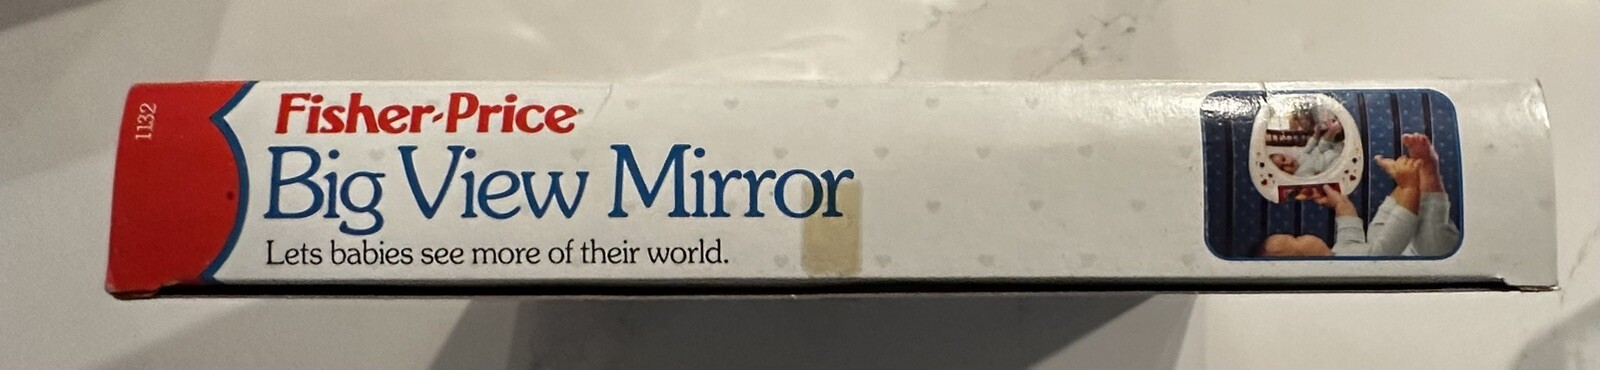 1132
Fisher-Price
Big View Mirror
Lets babies see more of their world.